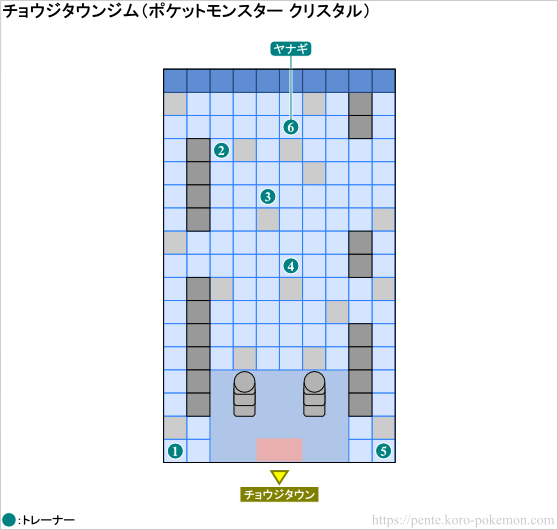 チョウジタウンジム(ポケットモンスター クリスタル)
ヤナギ
6
2
3
4
1
5
チョウジタウン
:トレーナー
https://pente.koro-pokemon.com/